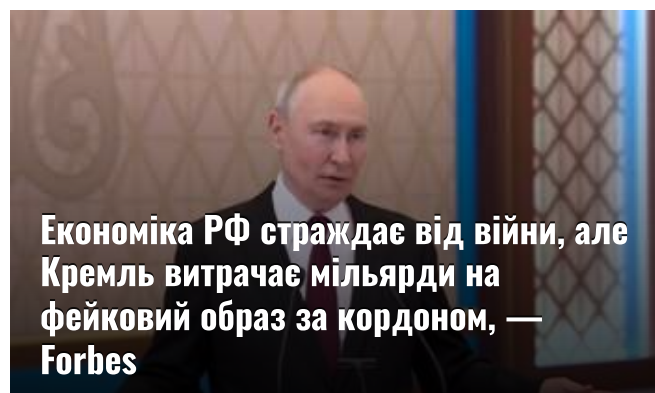 Економіка РФ страждає від війни, але
Кремль витрачає мільярди на
фейковий образ за кордоном, —
Forbes